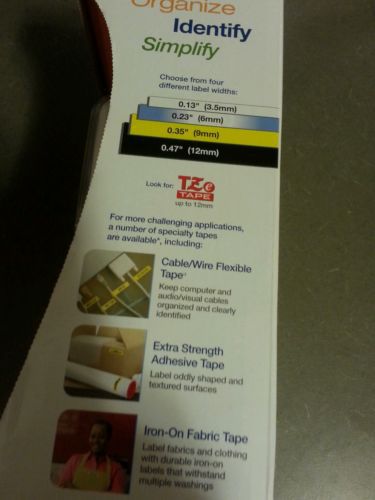 Organize
Identify
Simplify
Choose from four
different label widths:
0.13" (3.5mm)
0.23" (6mm)
0.35" (9mm)
0.47" (12mm)
Look for: TZe
TAPE
up to 12mm
For more challenging applications,
a number of specialty tapes
are available*, including:
Cable/Wire Flexible
Tape*
Keep computer and
audio/visual cables
organized and clearly
identified
Extra Strength
Adhesive Tape
Label oddly shaped and
textured surfaces
Iron-On Fabric Tape
Label fabrics and clothing
with durable iron-on
labels that withstand
multiple washings